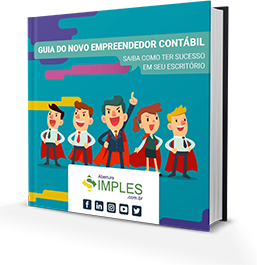 GUIA DO NOVO EMPREENDEDOR CONTÁBIL
SAIBA COMO TER SUCESSO
EM SEU ESCRITÓRIO
Abertura
SIMPLES
.com.br